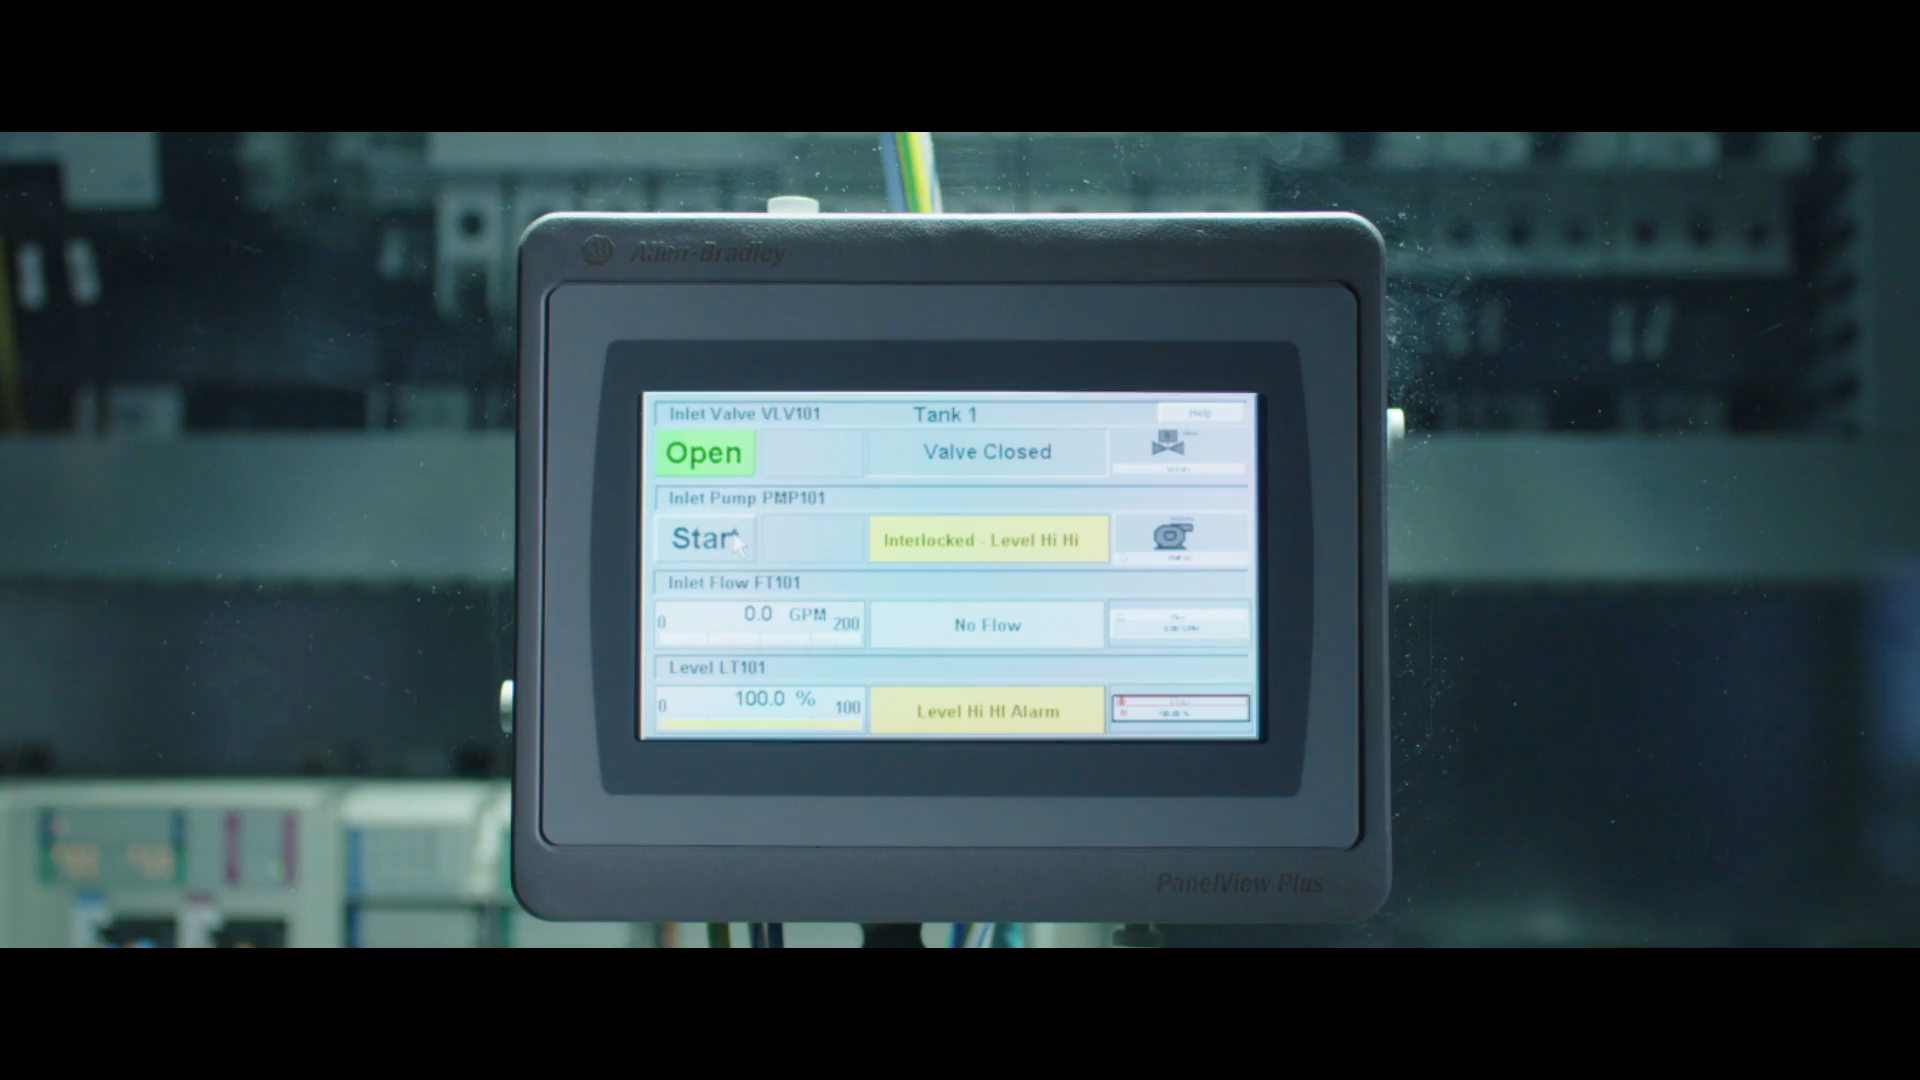 Allen-Bradley
Inlet Valve VLV101 Tank 1 Help
Open Valve Closed
Inlet Pump PMP101
Start Interlocked - Level Hi Hi
Inlet Flow FT101
0 0.0 GPM 200 No Flow
Level LT101
0 100.0 % 100 Level Hi HI Alarm
PanelView Plus